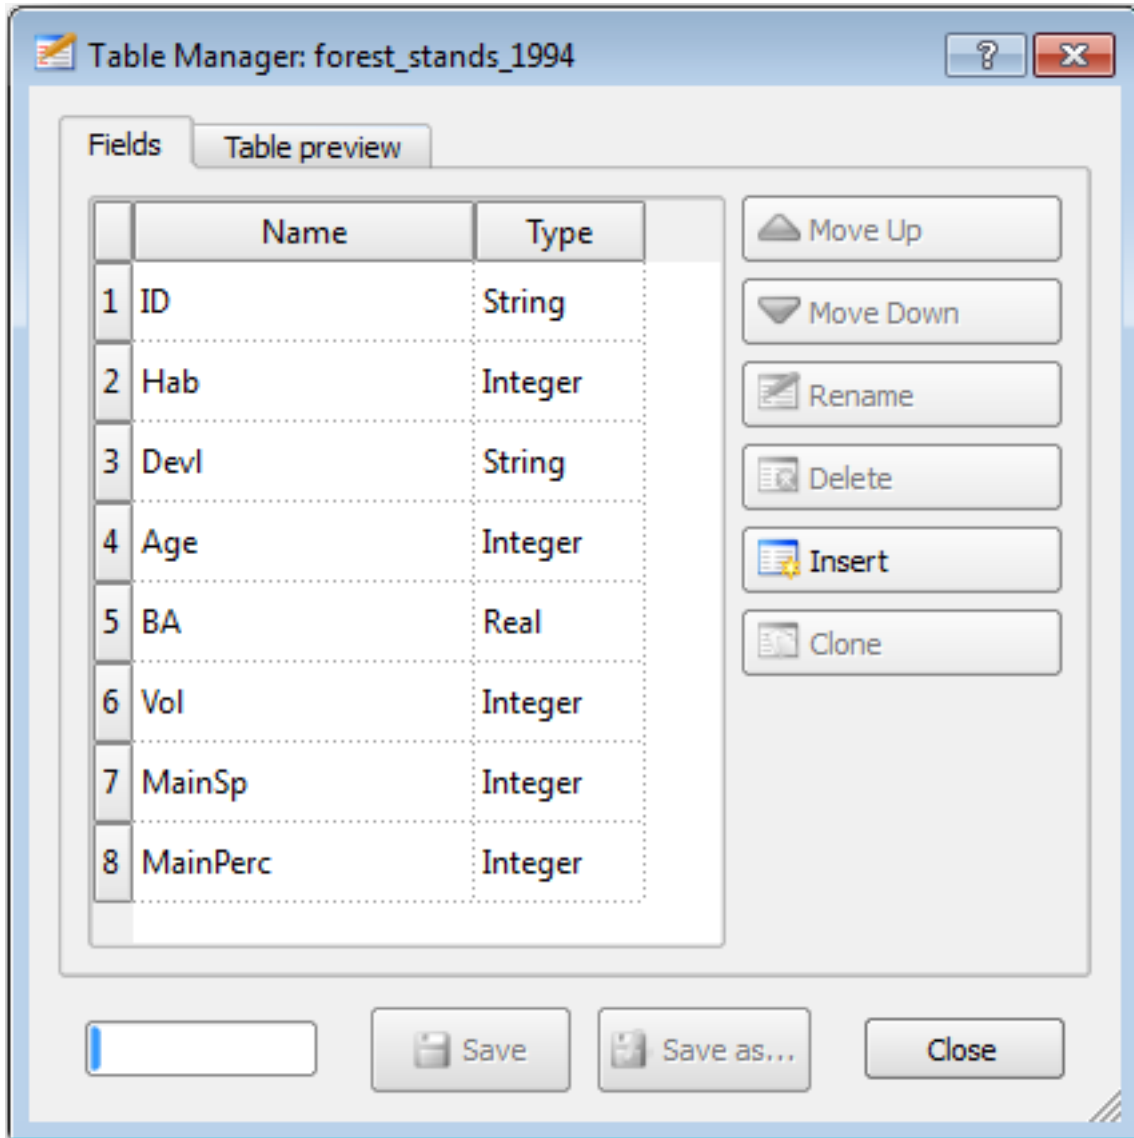 Table Manager: forest_stands_1994
Fields Table preview
Name Type
1 ID String
2 Hab Integer
3 Devl String
4 Age Integer
5 BA Real
6 Vol Integer
7 MainSp Integer
8 MainPerc Integer
Move Up
Move Down
Rename
Delete
Insert
Clone
Save Save as... Close